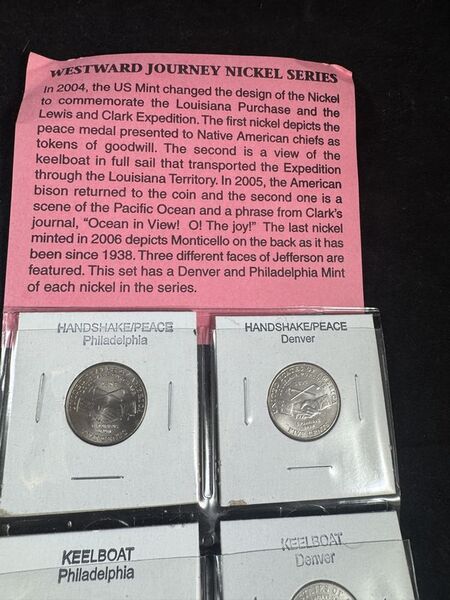 WESTWARD JOURNEY NICKEL SERIES
In 2004, the US Mint changed the design of the Nickel
to commemorate the Louisiana Purchase and the
Lewis and Clark Expedition. The first nickel depicts the
peace medal presented to Native American chiefs as
tokens of goodwill. The second is a view of the
keelboat in full sail that transported the Expedition
through the Louisiana Territory. In 2005, the American
bison returned to the coin and the second one is a
scene of the Pacific Ocean and a phrase from Clark's
journal, "Ocean in View! O! The joy!" The last nickel
minted in 2006 depicts Monticello on the back as it has
been since 1938. Three different faces of Jefferson are
featured. This set has a Denver and Philadelphia Mint
of each nickel in the series.
HANDSHAKE/PEACE
Philadelphia
HANDSHAKE/PEACE
Denver
KEELBOAT
Philadelphia
KEELBOAT
Denver